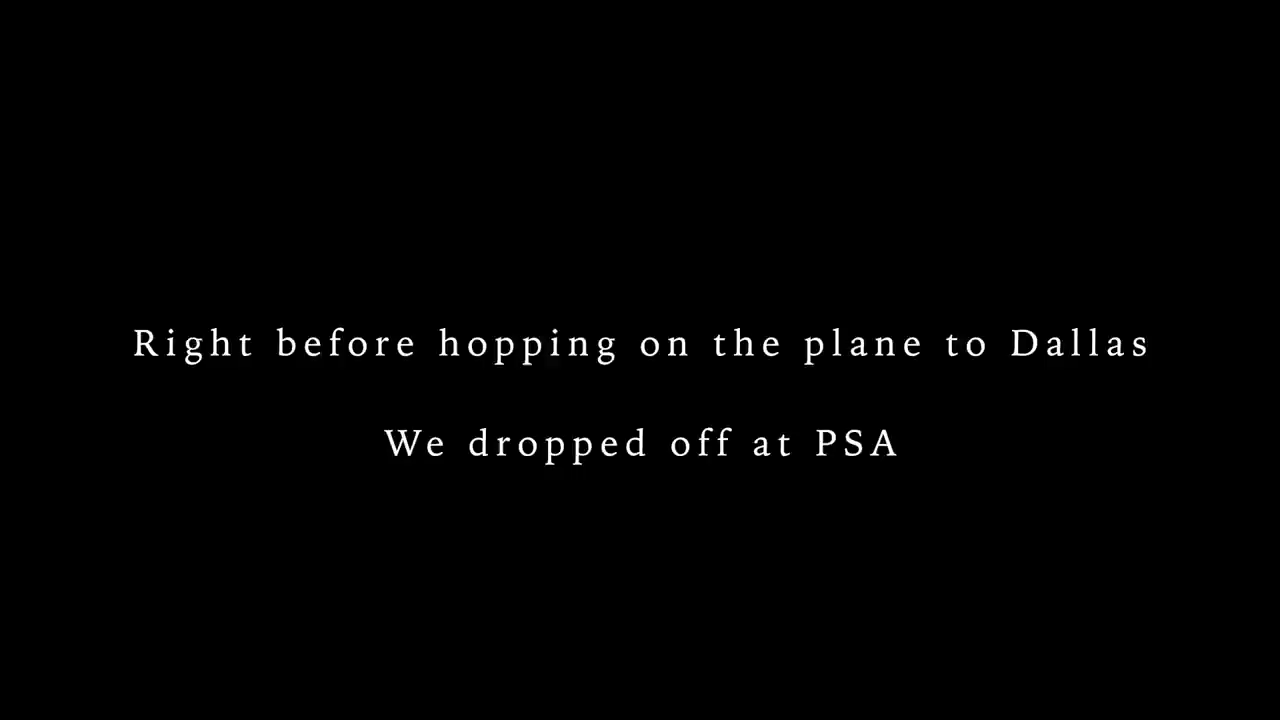 Right before hopping on the plane to Dallas
We dropped off at PSA